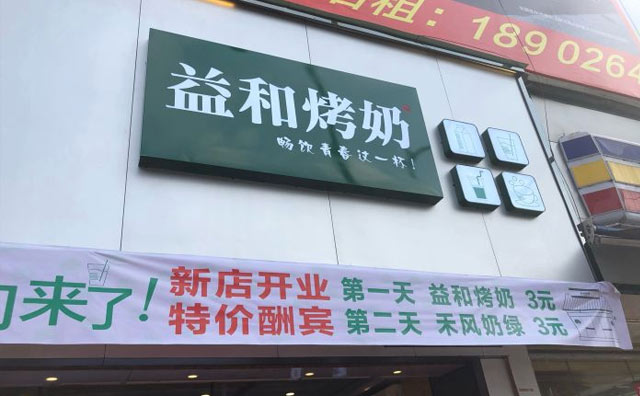 租：189026
益和烤奶
畅饮青春这一杯！
来了！
新店开业 第一天 益和烤奶 3元
特价酬宾 第二天 禾风奶绿 3元